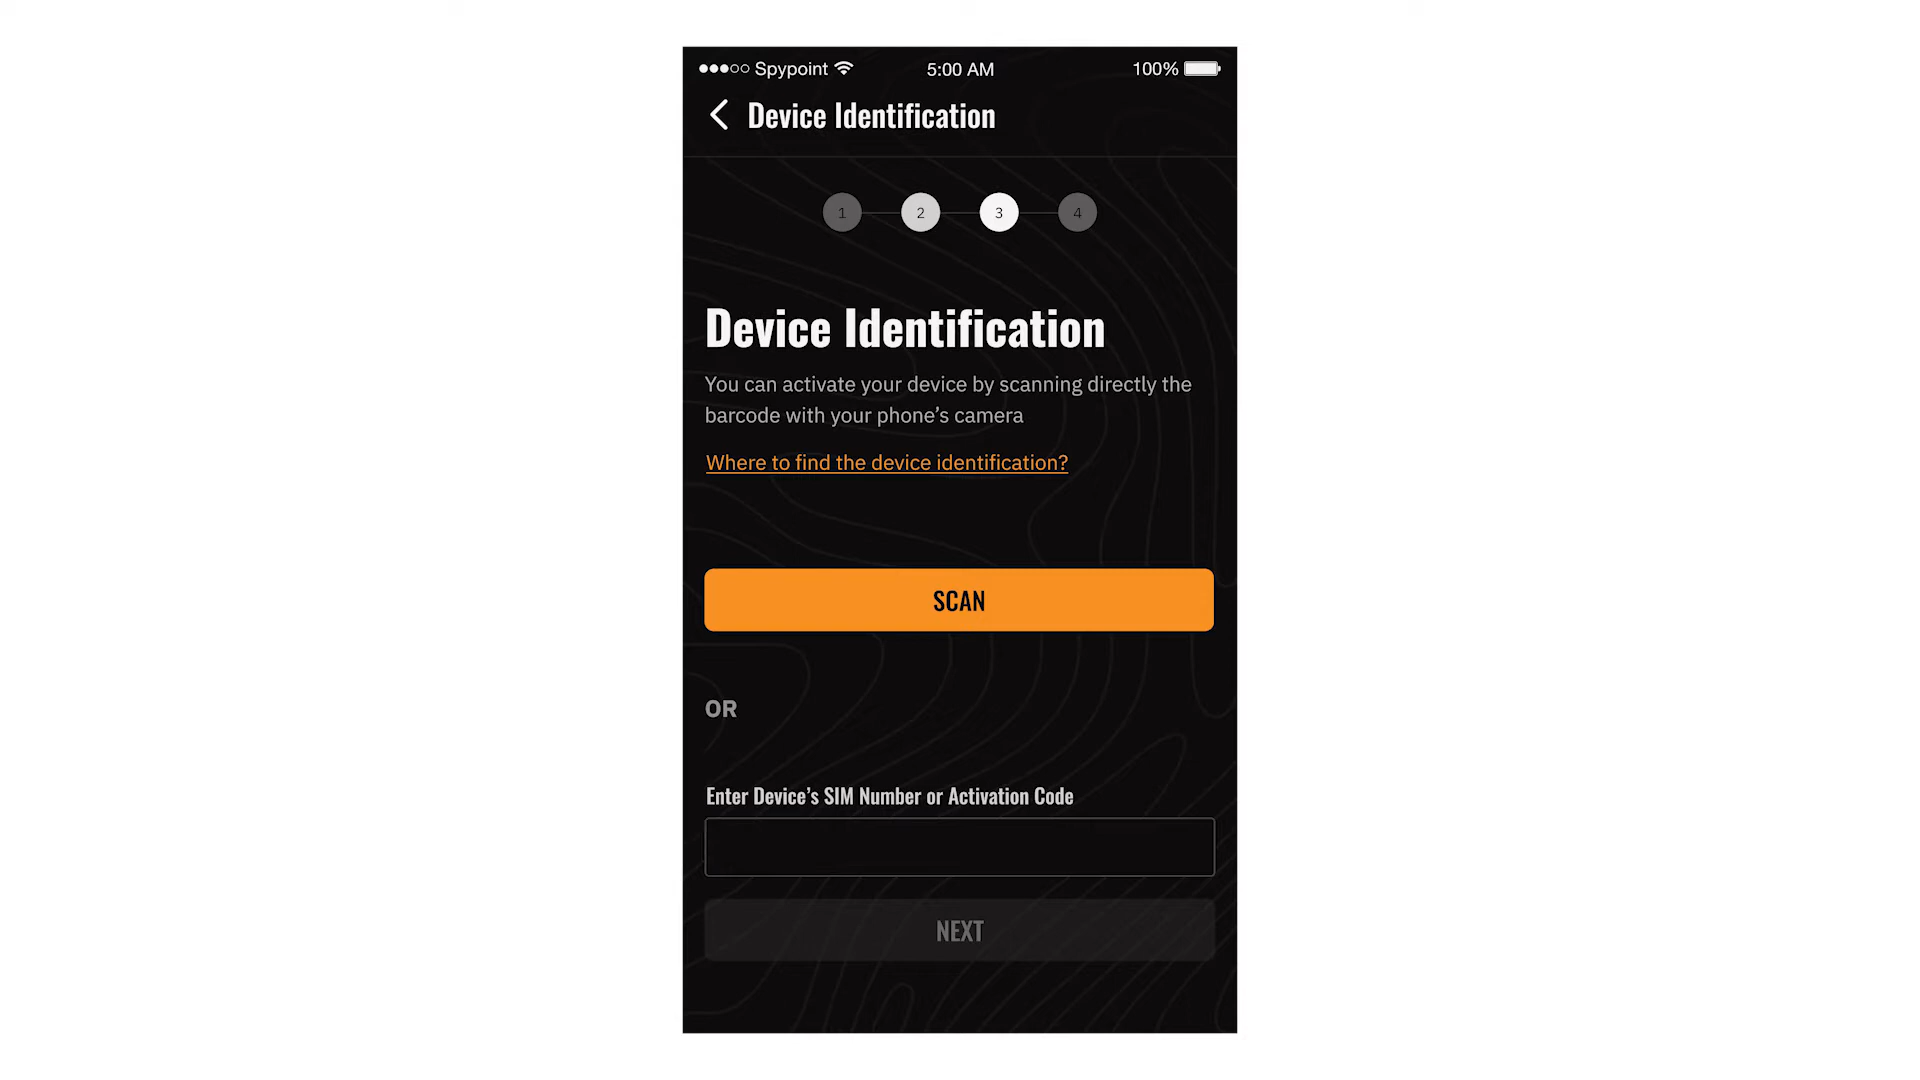 Spypoint 5:00 AM 100%
Device Identification
1 2 3 4
Device Identification
You can activate your device by scanning directly the
barcode with your phone’s camera
Where to find the device identification?
SCAN
OR
Enter Device’s SIM Number or Activation Code
NEXT